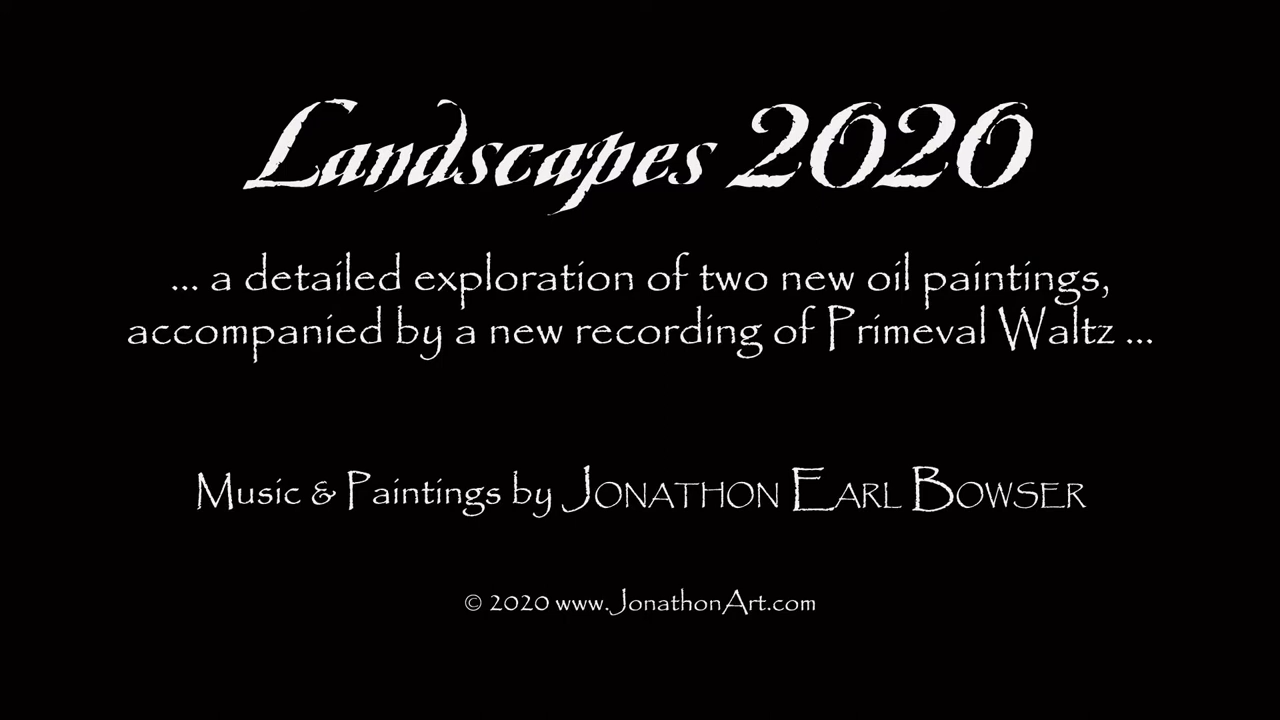 Landscapes 2020
... a detailed exploration of two new oil paintings,
accompanied by a new recording of Primeval Waltz ...
Music & Paintings by JONATHON EARL BOWSER
© 2020 www.JonathonArt.com